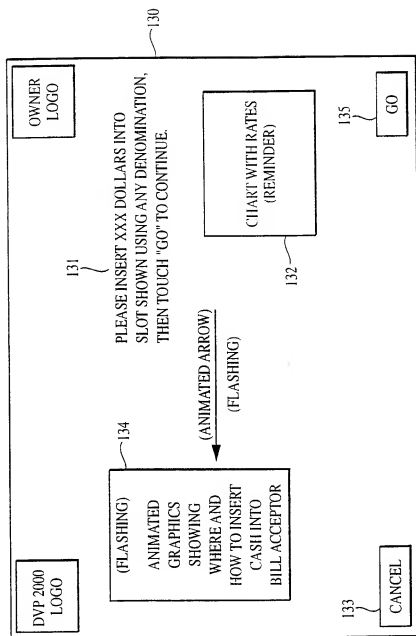 DVP 2000
LOGO
OWNER
LOGO
130
131
PLEASE INSERT XXX DOLLARS INTO
SLOT SHOWN USING ANY DENOMINATION,
THEN TOUCH "GO" TO CONTINUE.
134
(FLASHING)
ANIMATED
GRAPHICS
SHOWING
WHERE AND
HOW TO INSERT
CASH INTO
BILL ACCEPTOR
(ANIMATED ARROW)
(FLASHING)
CHART WITH RATES
(REMINDER)
132
133
CANCEL
135
GO